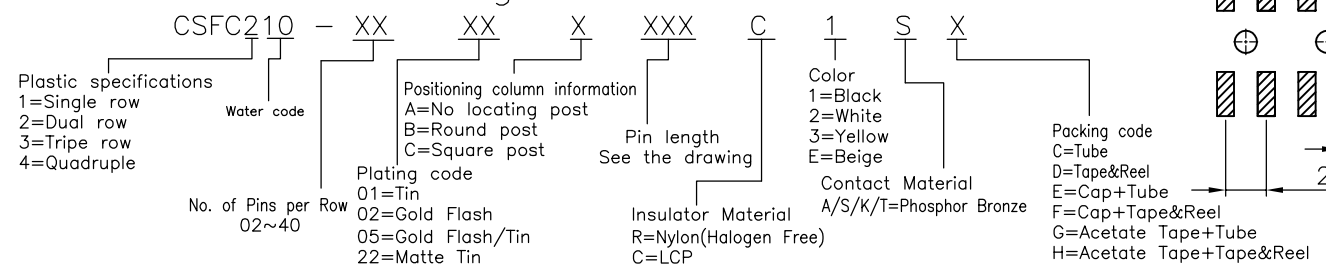 CSFC210 - XX XX X XXX C 1 S X
Plastic specifications
1=Single row
2=Dual row
3=Tripe row
4=Quadruple
Water code
No. of Pins per Row
02~40
Plating code
01=Tin
02=Gold Flash
05=Gold Flash/Tin
22=Matte Tin
Positioning column information
A=No locating post
B=Round post
C=Square post
Pin length
See the drawing
Insulator Material
R=Nylon(Halogen Free)
C=LCP
Color
1=Black
2=White
3=Yellow
E=Beige
Contact Material
A/S/K/T=Phosphor Bronze
Packing code
C=Tube
D=Tape&Reel
E=Cap+Tube
F=Cap+Tape&Reel
G=Acetate Tape+Tube
H=Acetate Tape+Tape&Reel
2